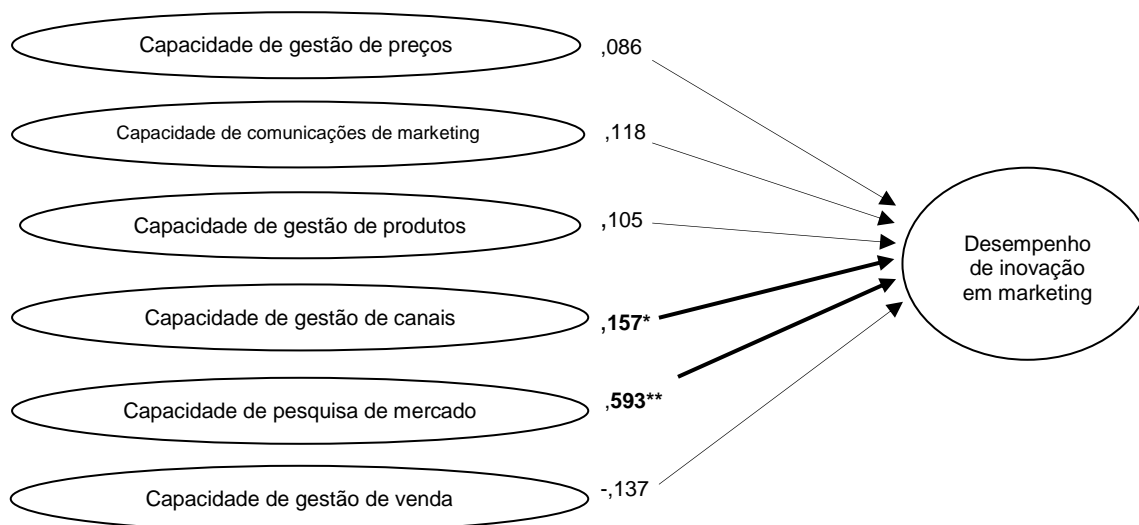 Capacidade de gestão de preços
,086
Capacidade de comunicações de marketing
,118
Capacidade de gestão de produtos
,105
Capacidade de gestão de canais
,157*
Capacidade de pesquisa de mercado
,593**
Capacidade de gestão de venda
-,137
Desempenho
de inovação
em marketing